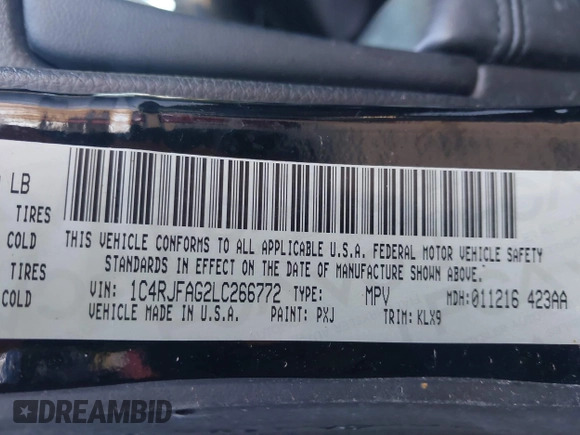 LB
TIRES
COLD
TIRES
COLD
THIS VEHICLE CONFORMS TO ALL APPLICABLE U.S.A. FEDERAL MOTOR VEHICLE SAFETY
STANDARDS IN EFFECT ON THE DATE OF MANUFACTURE SHOWN ABOVE.
VIN: 1C4RJFAG2LC266772 TYPE: MPV MDH:011216 423AA
VEHICLE MADE IN U.S.A. PAINT: PXJ TRIM: KLX9
DREAMBID